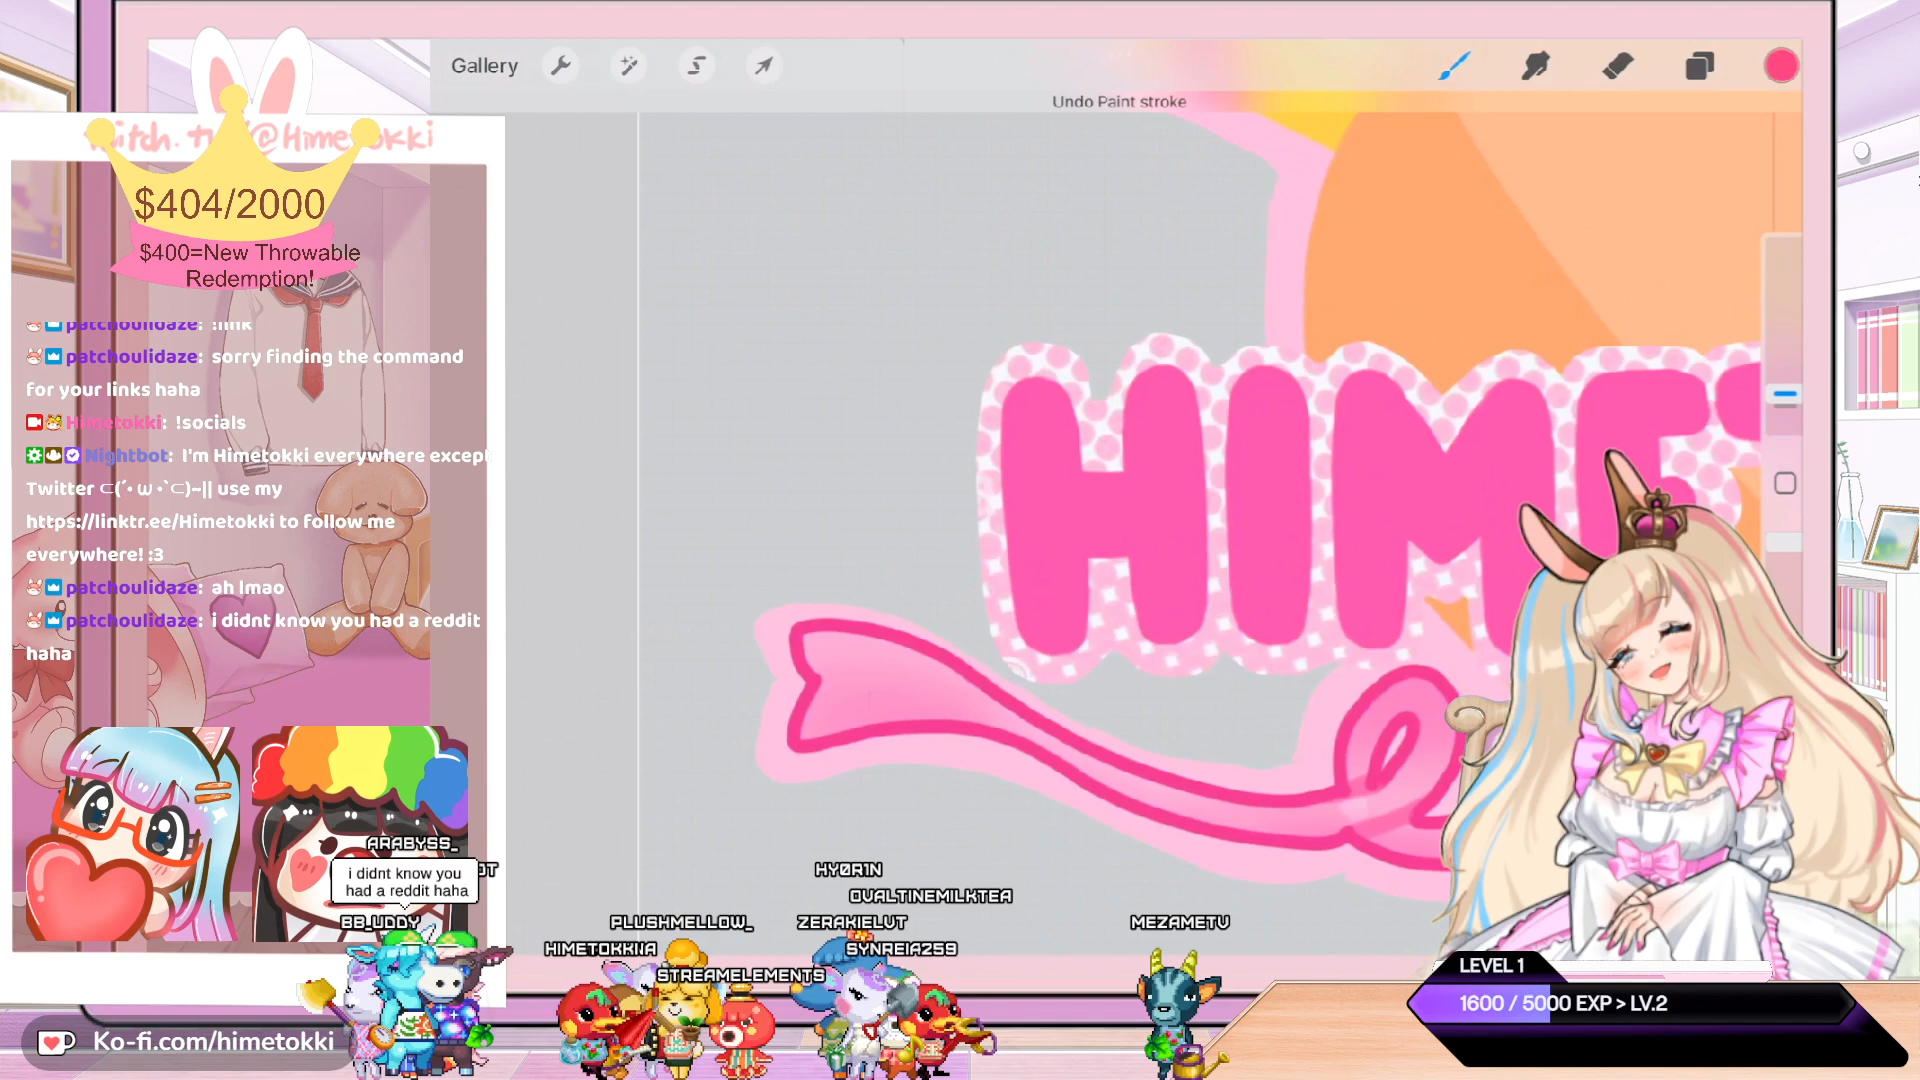 Gallery
Undo Paint stroke
@Himetokki
$404/2000
$400=New Throwable
Redemption!
patchoulidaze: !link
patchoulidaze: sorry finding the command
for your links haha
Himetokki: !socials
Nightbot: I'm Himetokki everywhere except
Twitter ⊂(´• ω •`⊂)~|| use my
https://linktr.ee/Himetokki to follow me
everywhere! :3
patchoulidaze: ah lmao
patchoulidaze: i didnt know you had a reddit
haha
HIME
ARABYSS_
i didnt know you
had a reddit haha
BB_UDDY
HYØR1N
OVALTINEMILKTEA
PLUSHMELLOW_
ZERAKIELVT
MEZAMETV
HIMETOKKINA
SYNREIA259
STREAMELEMENTS
LEVEL 1
1600 / 5000 EXP > LV.2
Ko-fi.com/himetokki